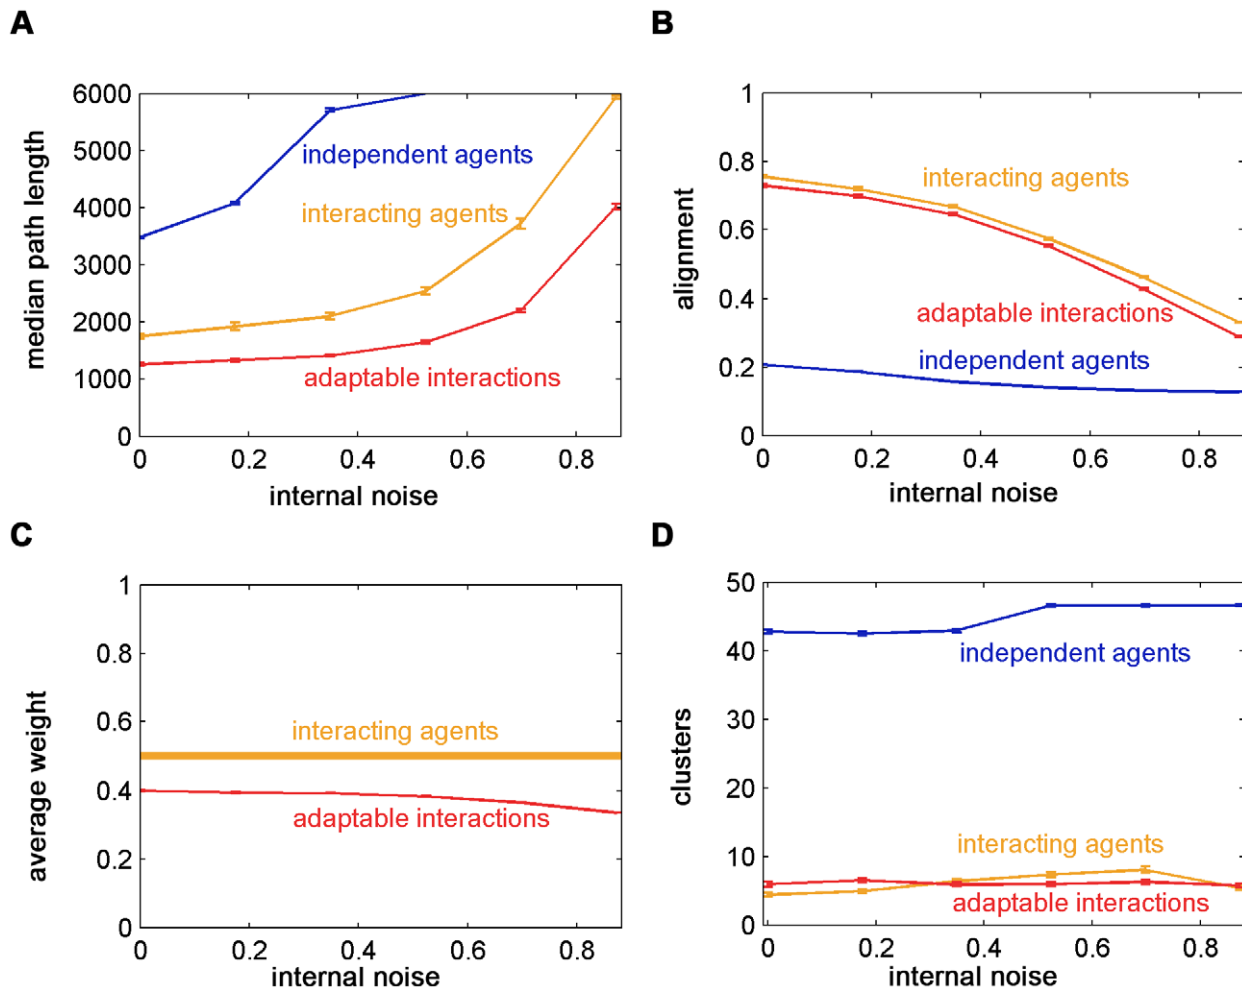 A
median path length
6000
5000
4000
3000
2000
1000
0
independent agents
interacting agents
adaptable interactions
0 0.2 0.4 0.6 0.8
internal noise
B
alignment
1
0.8
0.6
0.4
0.2
0
interacting agents
adaptable interactions
independent agents
0 0.2 0.4 0.6 0.8
internal noise
C
average weight
1
0.8
0.6
0.4
0.2
0
interacting agents
adaptable interactions
0 0.2 0.4 0.6 0.8
internal noise
D
clusters
50
40
30
20
10
0
independent agents
interacting agents
adaptable interactions
0 0.2 0.4 0.6 0.8
internal noise